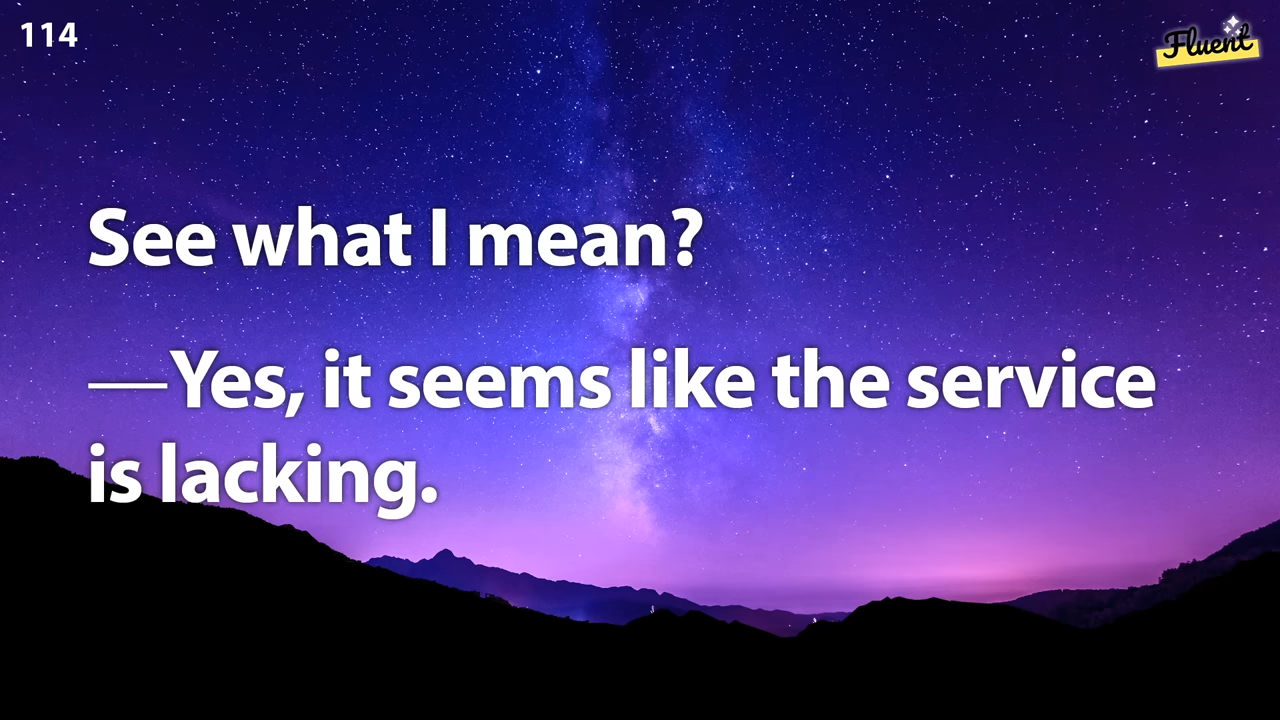 114
Fluent
See what I mean?
—Yes, it seems like the service
is lacking.